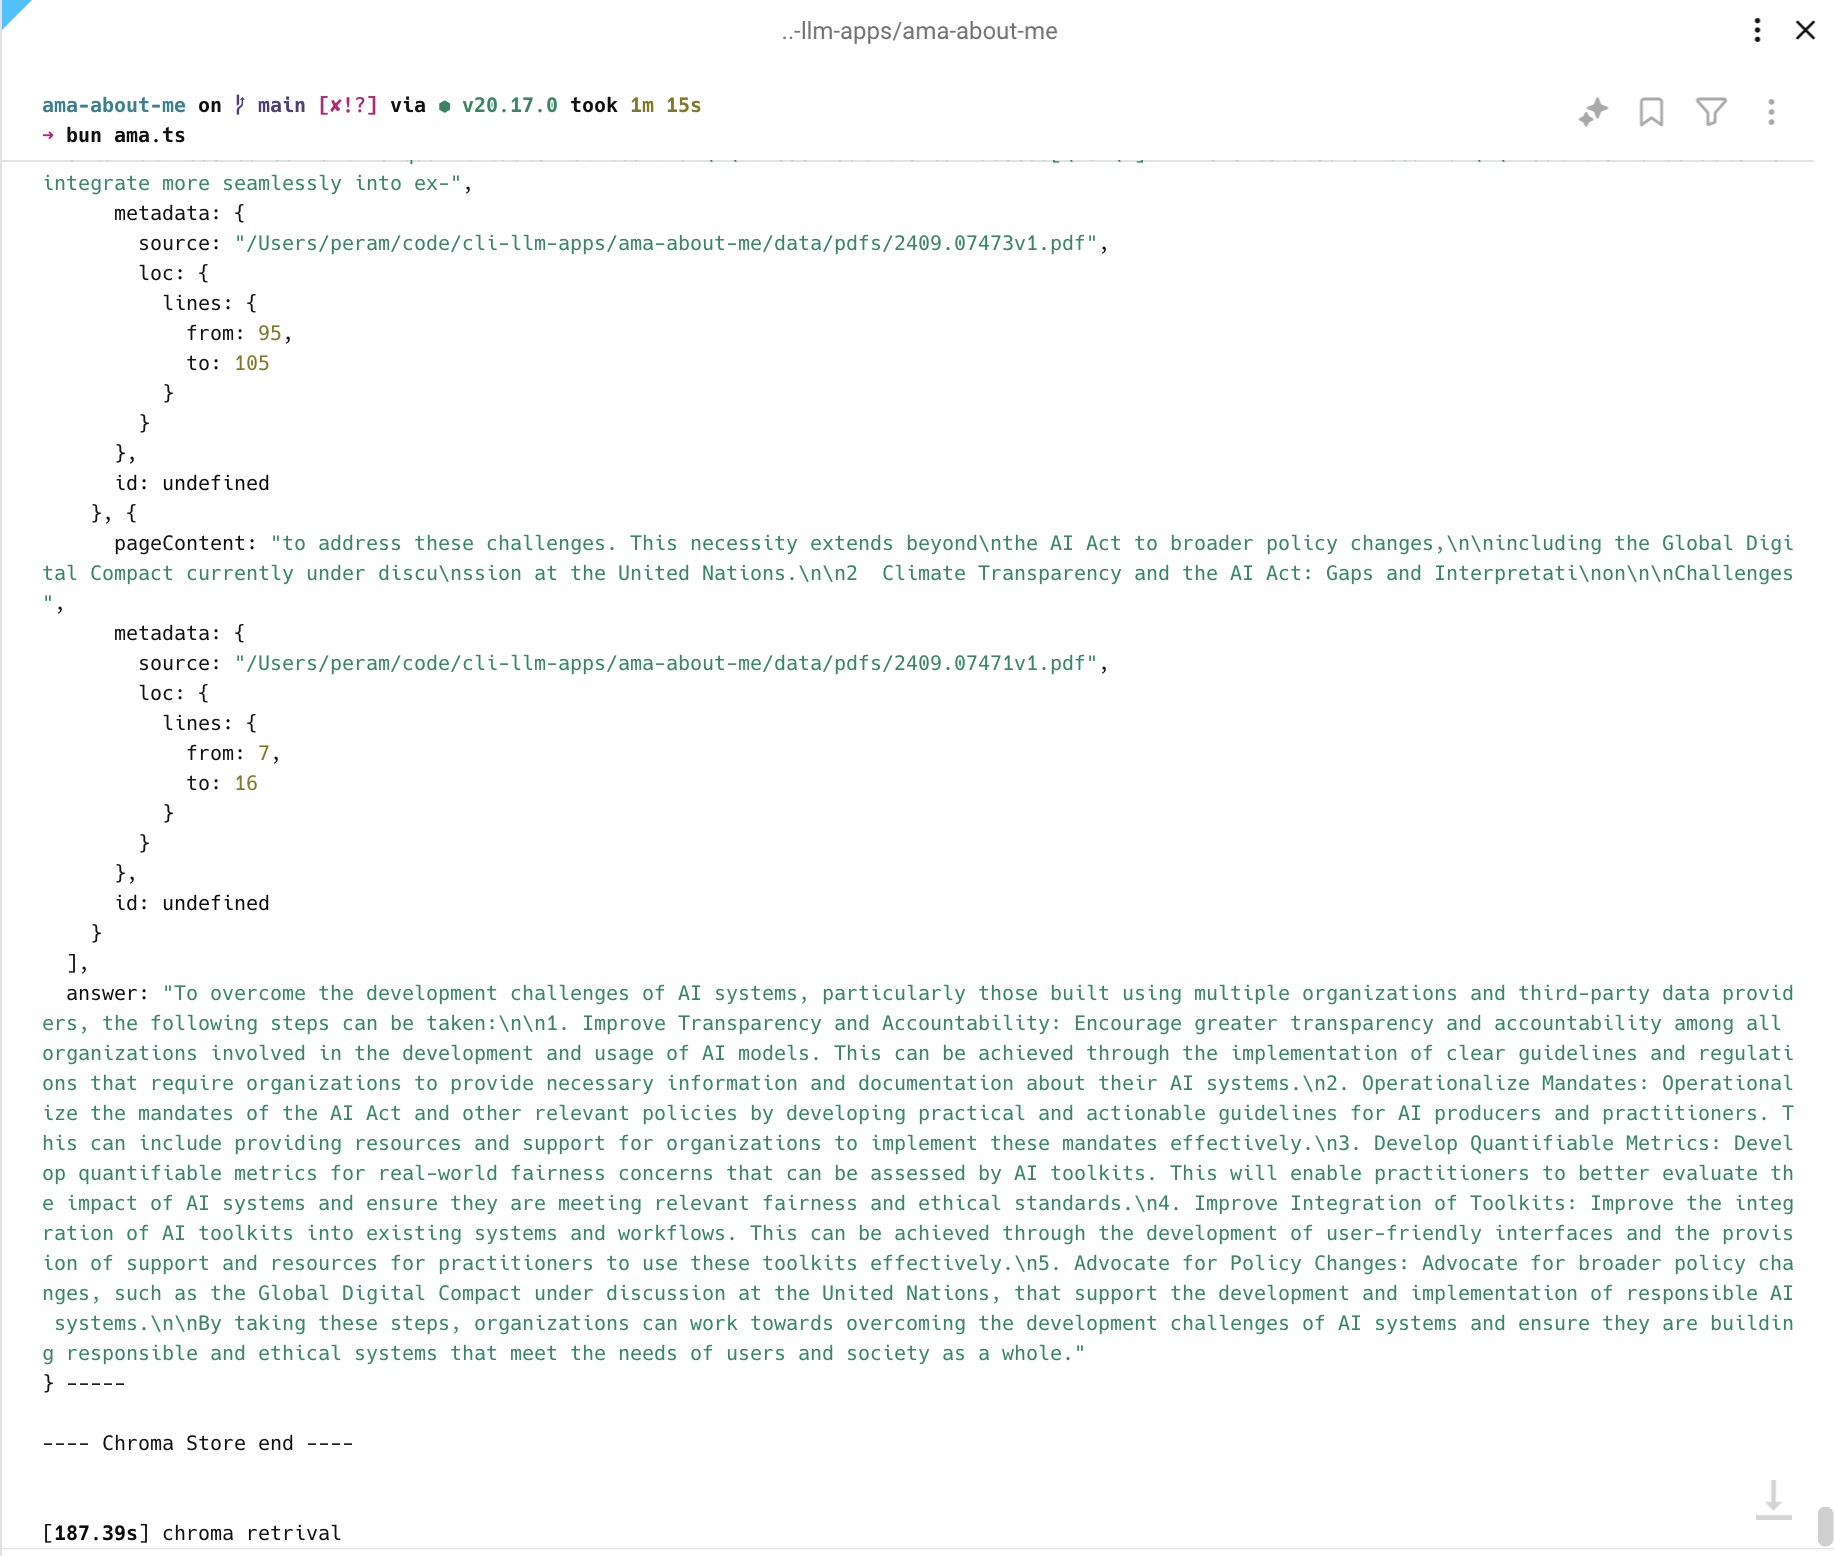 ..-llm-apps/ama-about-me
ama-about-me on main [✘!?] via ⬢ v20.17.0 took 1m 15s
→ bun ama.ts
integrate more seamlessly into ex-",
      metadata: {
        source: "/Users/peram/code/cli-llm-apps/ama-about-me/data/pdfs/2409.07473v1.pdf",
        loc: {
          lines: {
            from: 95,
            to: 105
          }
        }
      },
      id: undefined
    }, {
      pageContent: "to address these challenges. This necessity extends beyond\nthe AI Act to broader policy changes,\n\nincluding the Global Digi
tal Compact currently under discu\nssion at the United Nations.\n\n2  Climate Transparency and the AI Act: Gaps and Interpretati\non\n\nChallenges
",
      metadata: {
        source: "/Users/peram/code/cli-llm-apps/ama-about-me/data/pdfs/2409.07471v1.pdf",
        loc: {
          lines: {
            from: 7,
            to: 16
          }
        }
      },
      id: undefined
    }
  ],
  answer: "To overcome the development challenges of AI systems, particularly those built using multiple organizations and third-party data provid
ers, the following steps can be taken:\n\n1. Improve Transparency and Accountability: Encourage greater transparency and accountability among all
organizations involved in the development and usage of AI models. This can be achieved through the implementation of clear guidelines and regulati
ons that require organizations to provide necessary information and documentation about their AI systems.\n2. Operationalize Mandates: Operational
ize the mandates of the AI Act and other relevant policies by developing practical and actionable guidelines for AI producers and practitioners. T
his can include providing resources and support for organizations to implement these mandates effectively.\n3. Develop Quantifiable Metrics: Devel
op quantifiable metrics for real-world fairness concerns that can be assessed by AI toolkits. This will enable practitioners to better evaluate th
e impact of AI systems and ensure they are meeting relevant fairness and ethical standards.\n4. Improve Integration of Toolkits: Improve the integ
ration of AI toolkits into existing systems and workflows. This can be achieved through the development of user-friendly interfaces and the provis
ion of support and resources for practitioners to use these toolkits effectively.\n5. Advocate for Policy Changes: Advocate for broader policy cha
nges, such as the Global Digital Compact under discussion at the United Nations, that support the development and implementation of responsible AI
 systems.\n\nBy taking these steps, organizations can work towards overcoming the development challenges of AI systems and ensure they are buildin
g responsible and ethical systems that meet the needs of users and society as a whole."
} -----
---- Chroma Store end ----
[187.39s] chroma retrival